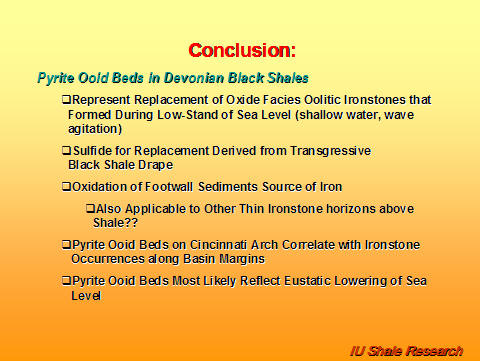 Conclusion:
Pyrite Ooid Beds in Devonian Black Shales
❑Represent Replacement of Oxide Facies Oolitic Ironstones that
Formed During Low-Stand of Sea Level (shallow water, wave
agitation)
❑Sulfide for Replacement Derived from Transgressive
Black Shale Drape
❑Oxidation of Footwall Sediments Source of Iron
❑Also Applicable to Other Thin Ironstone horizons above
Shale??
❑Pyrite Ooid Beds on Cincinnati Arch Correlate with Ironstone
Occurrences along Basin Margins
❑Pyrite Ooid Beds Most Likely Reflect Eustatic Lowering of Sea
Level
IU Shale Research